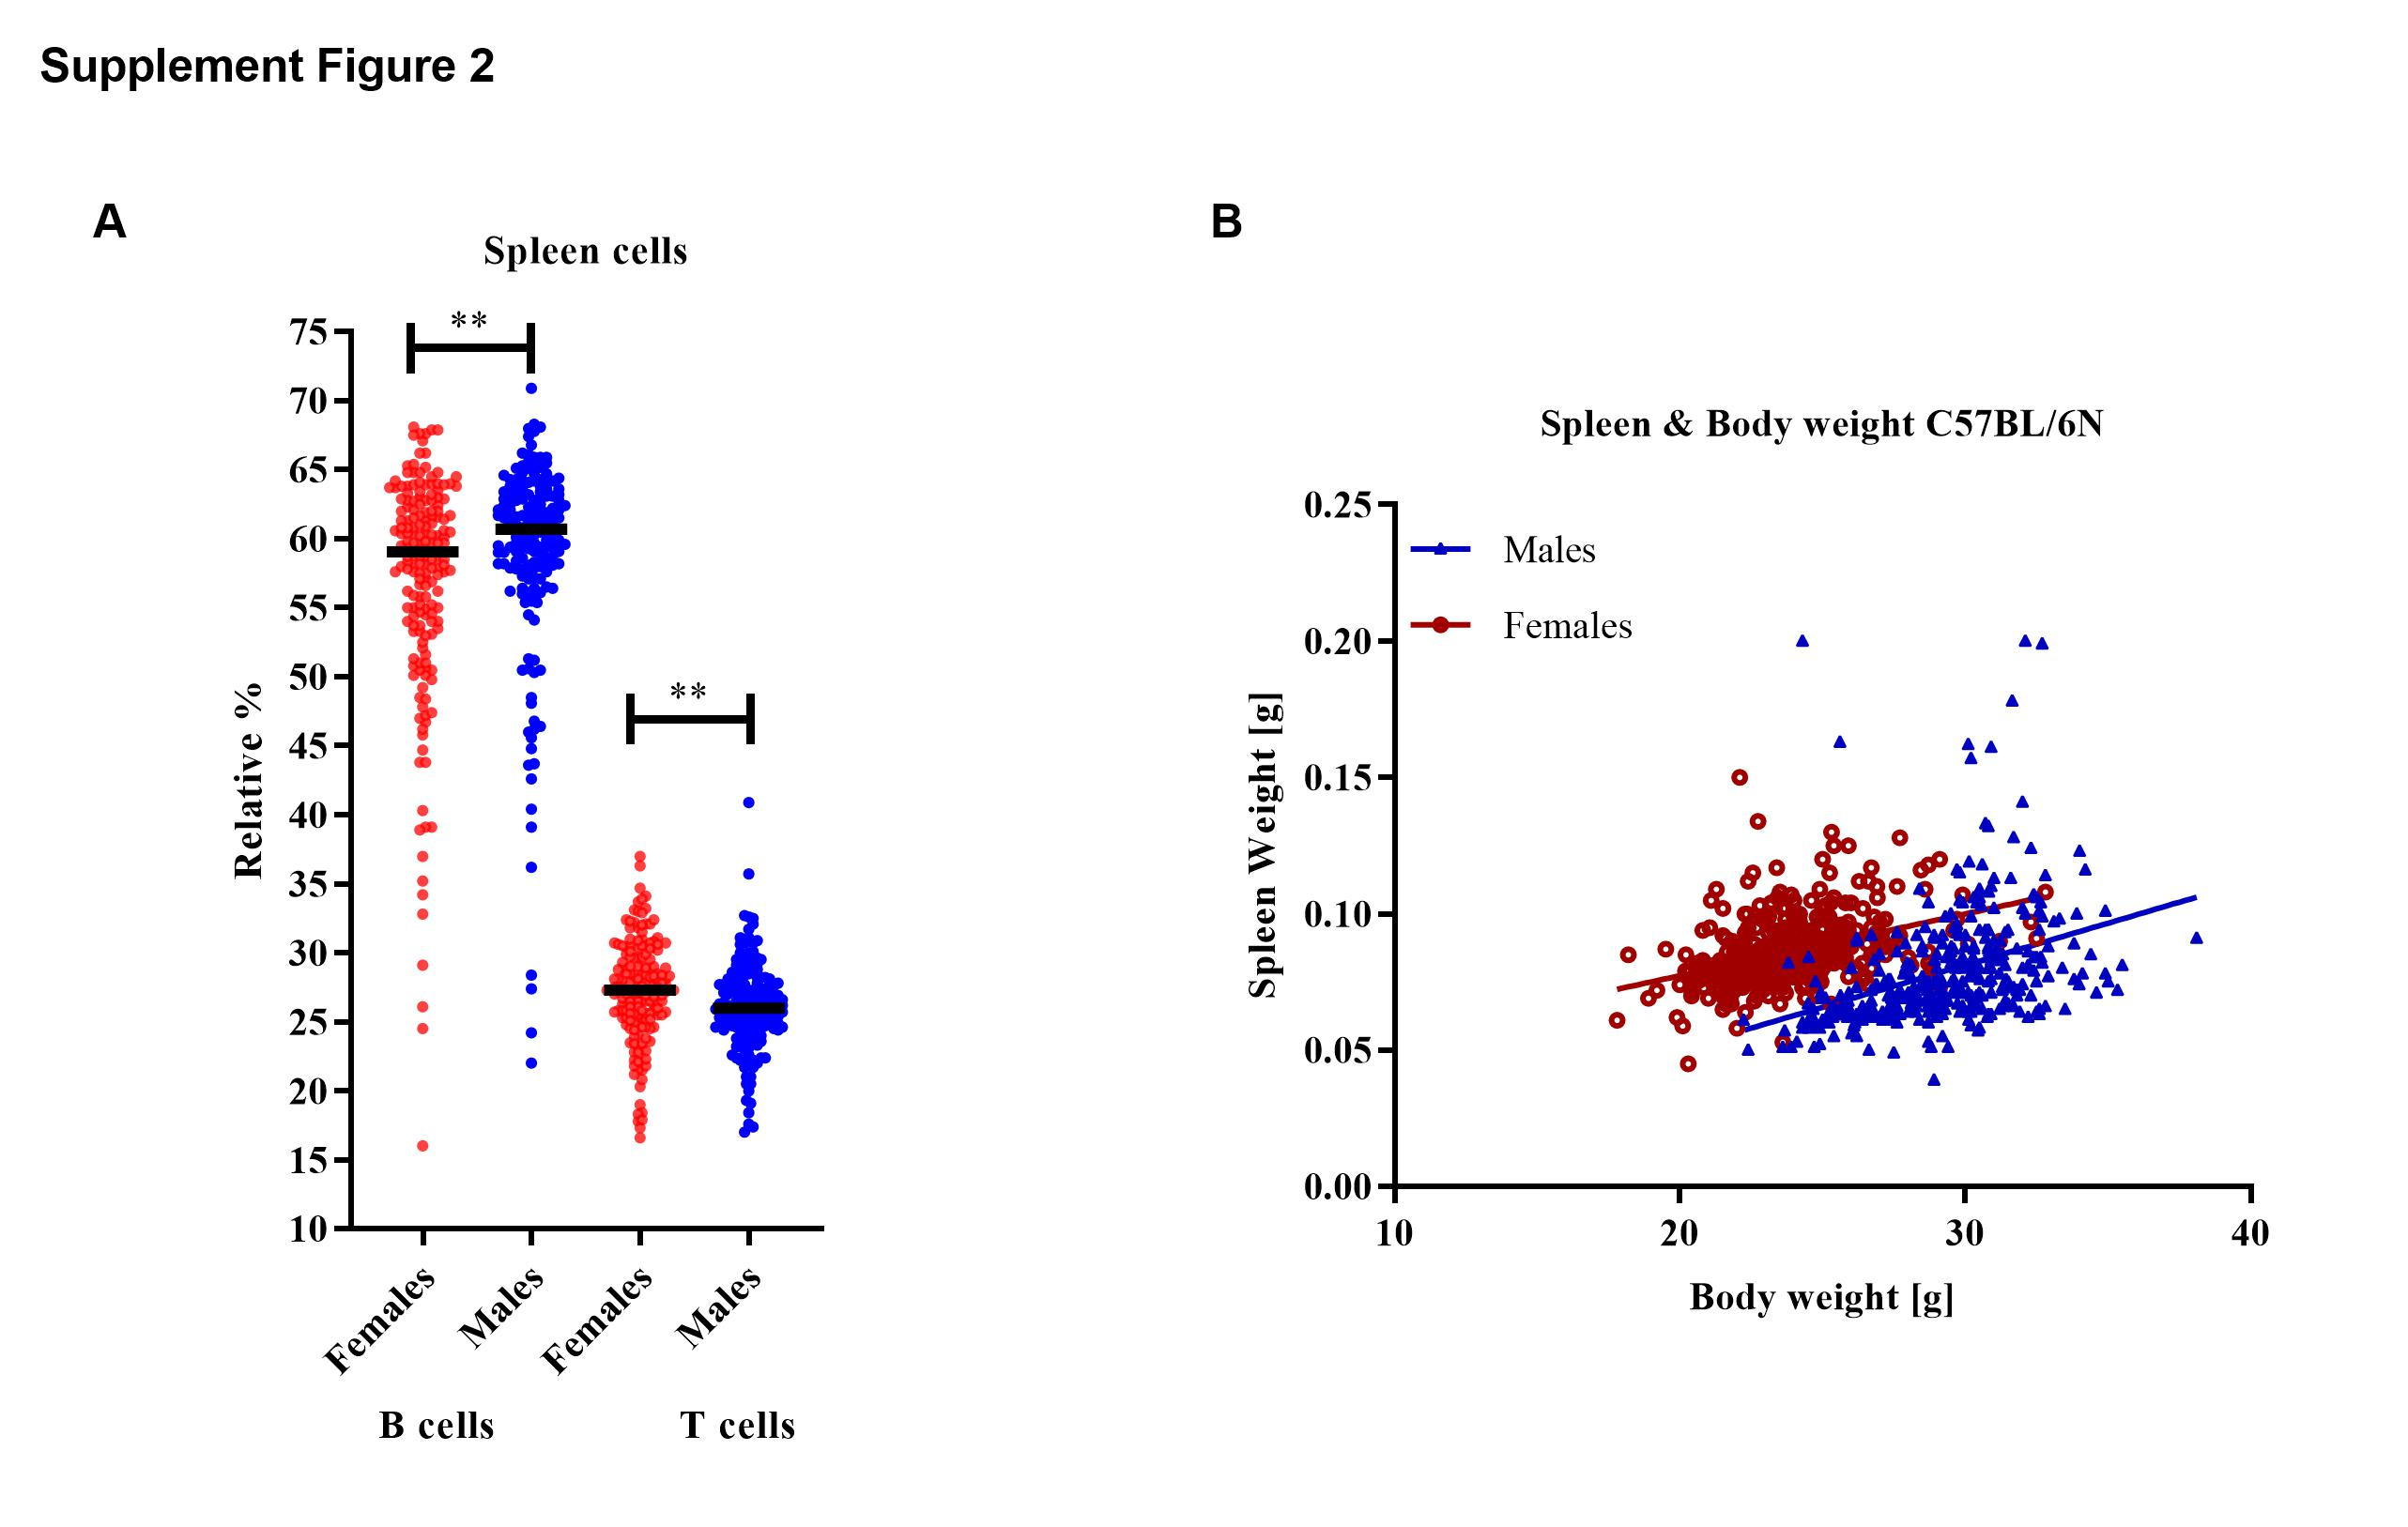 Supplement Figure 2
A
Spleen cells
**
**
75
70
65
60
55
50
45
40
35
30
25
20
15
10
Relative %
Females
Males
Females
Males
B cells
T cells
B
Spleen & Body weight C57BL/6N
Males
Females
0.25
0.20
0.15
0.10
0.05
0.00
Spleen Weight [g]
10
20
30
40
Body weight [g]